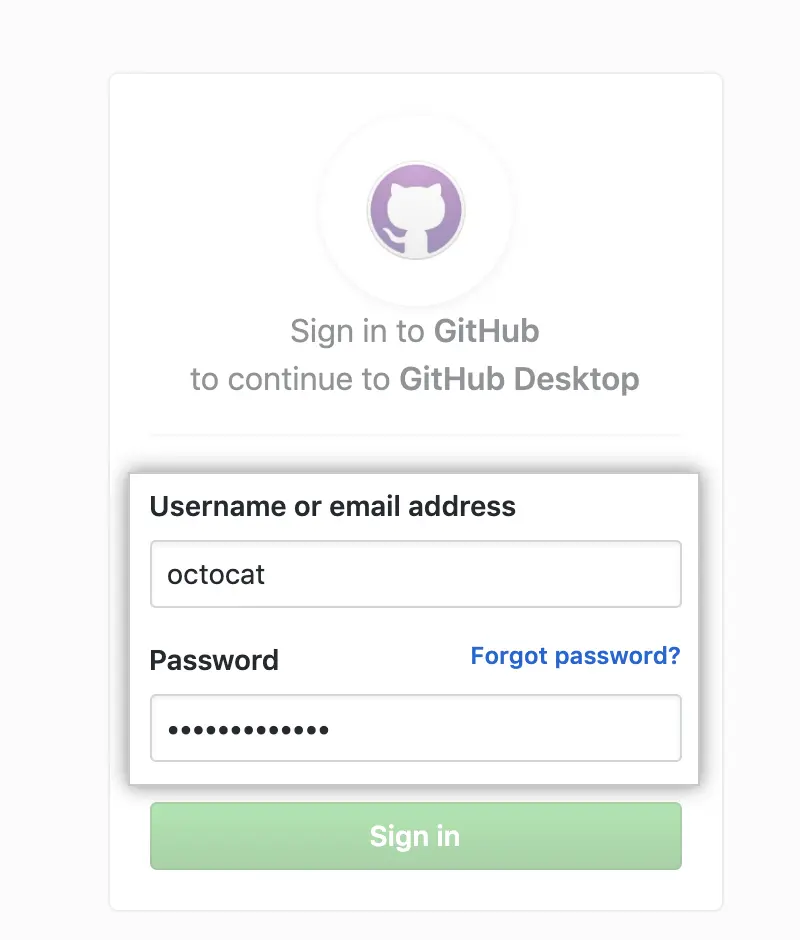 Sign in to GitHub
to continue to GitHub Desktop
Username or email address
octocat
Password
Forgot password?
•••••••••••••
Sign in